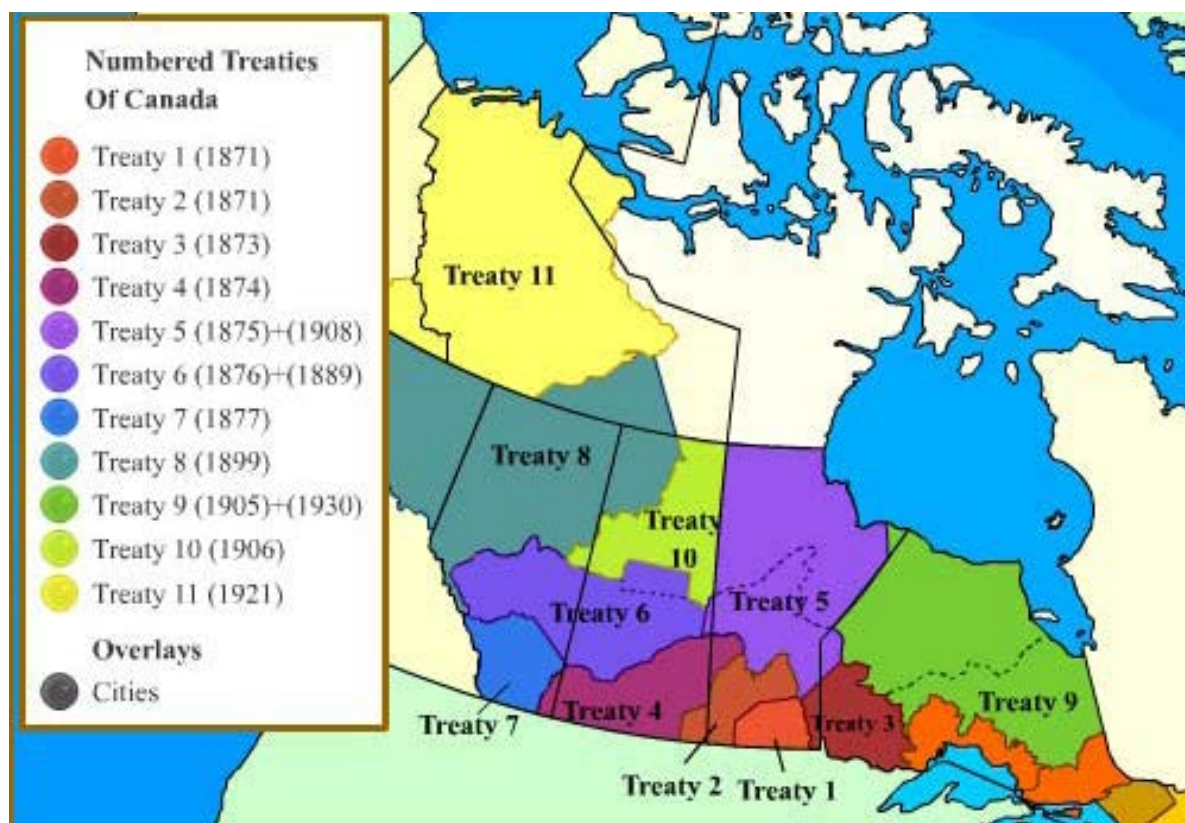 Numbered Treaties
Of Canada
Treaty 1 (1871)
Treaty 2 (1871)
Treaty 3 (1873)
Treaty 4 (1874)
Treaty 5 (1875)+(1908)
Treaty 6 (1876)+(1889)
Treaty 7 (1877)
Treaty 8 (1899)
Treaty 9 (1905)+(1930)
Treaty 10 (1906)
Treaty 11 (1921)
Overlays
Cities
Treaty 11
Treaty 8
Treaty
10
Treaty 5
Treaty 6
Treaty 9
Treaty 7
Treaty 4
Treaty 3
Treaty 2
Treaty 1